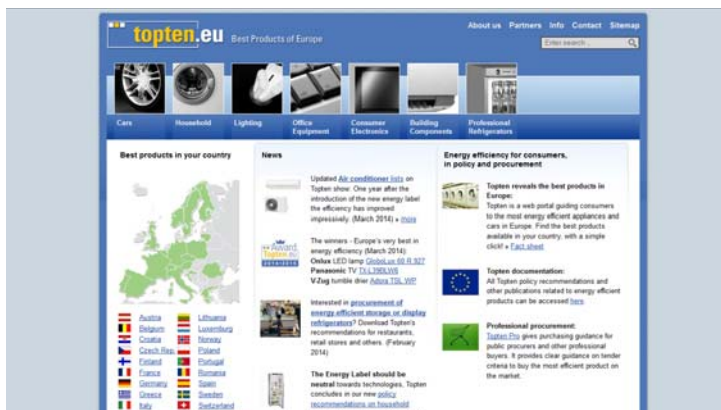 topten.eu Best Products of Europe
About us Partners Info Contact Sitemap
Enter search ..
Cars
Household
Lighting
Office
Equipment
Consumer
Electronics
Building
Components
Professional
Refrigerators
Best products in your country
Austria
Lithuania
Belgium
Luxemburg
Croatia
Norway
Czech Rep.
Poland
Finland
Portugal
France
Romania
Germany
Spain
Greece
Sweden
Italy
Switzerland
News
Updated Air conditioner lists on
Topten show: One year after the
introduction of the new energy label
the efficiency has improved
impressively. (March 2014) » more
The winners - Europe's very best in
energy efficiency (March 2014)
Onlux LED lamp GloboLux 60 R 927
Panasonic TV TX-L39BLW6
V-Zug tumble drier Adora TSL WP
Interested in procurement of
energy efficient storage or display
refrigerators? Download Topten's
recommendations for restaurants,
retail stores and others. (February
2014)
The Energy Label should be
neutral towards technologies, Topten
concludes in our new policy
recommendations on household
Energy efficiency for consumers,
in policy and procurement
Topten reveals the best products in
Europe:
Topten is a web portal guiding consumers
to the most energy efficient appliances and
cars in Europe. Find the best products
available in your country, with a simple
click! » Fact sheet
Topten documentation:
All Topten policy recommendations and
other publications related to energy efficient
products can be accessed here.
Professional procurement:
Topten Pro gives purchasing guidance for
public procurers and other professional
buyers. It provides clear guidance on tender
criteria to buy the most efficient product on
the market.